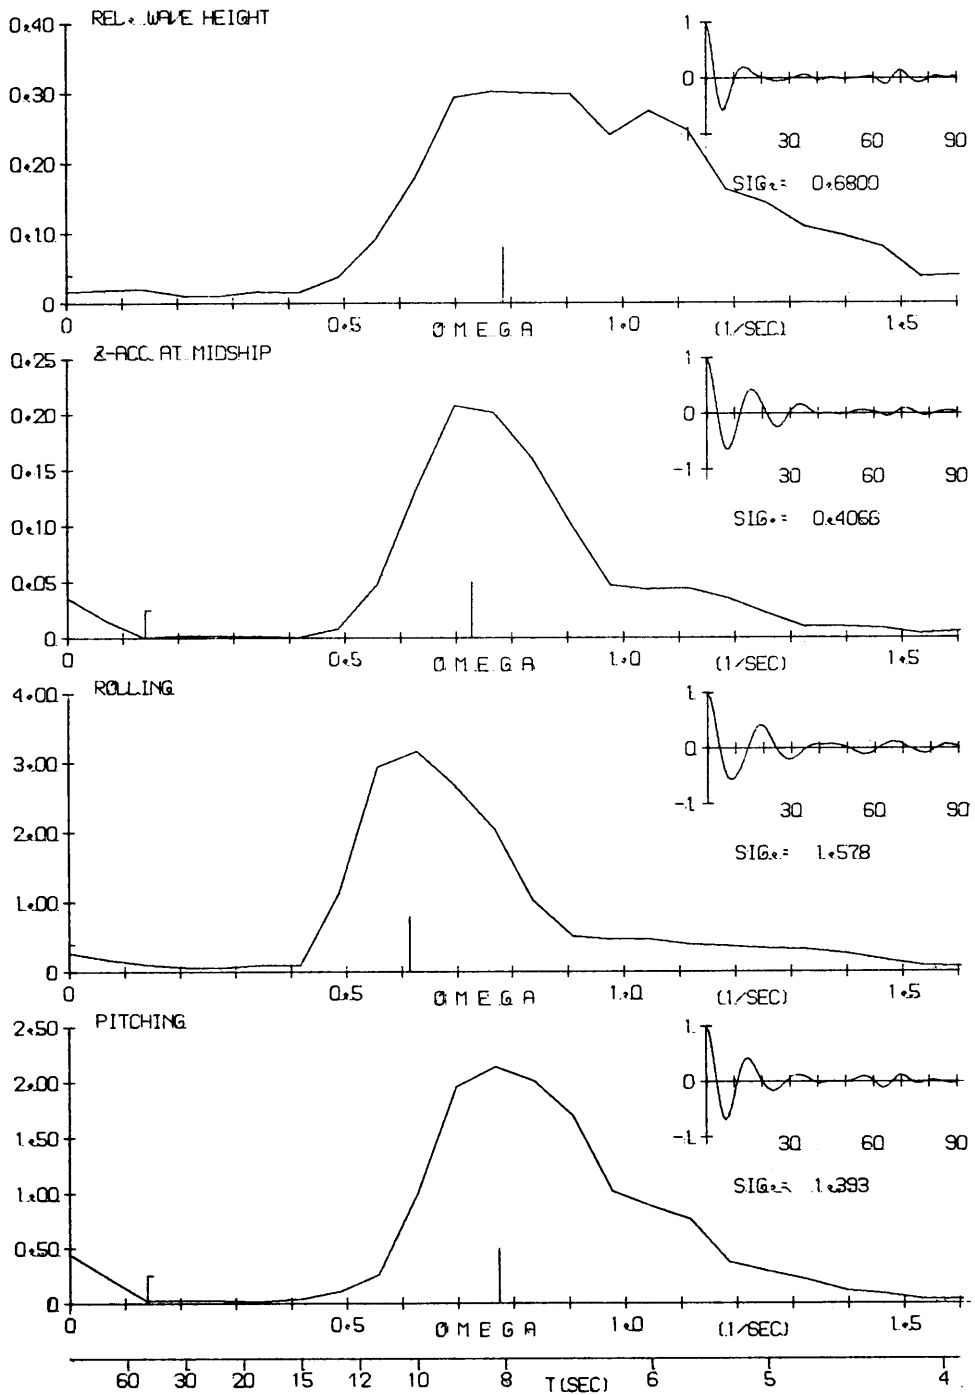 REL. WAVE HEIGHT
0.40
0.30
0.20
0.10
0
1
0
30 60 90
SIG.= 0.6800
0 0.5 OMEGA 1.0 (1/SEC) 1.5
Z-ACC. AT MIDSHIP
0.25
0.20
0.15
0.10
0.05
0
1
0
-1
30 60 90
SIG.= 0.4066
0 0.5 OMEGA 1.0 (1/SEC) 1.5
ROLLING
4.00
3.00
2.00
1.00
0
1
0
-1
30 60 90
SIG.= 1.578
0 0.5 OMEGA 1.0 (1/SEC) 1.5
PITCHING
2.50
2.00
1.50
1.00
0.50
0
1
0
-1
30 60 90
SIG.= 1.393
0 0.5 OMEGA 1.0 (1/SEC) 1.5
60 30 20 15 12 10 8 T(SEC) 6 5 4